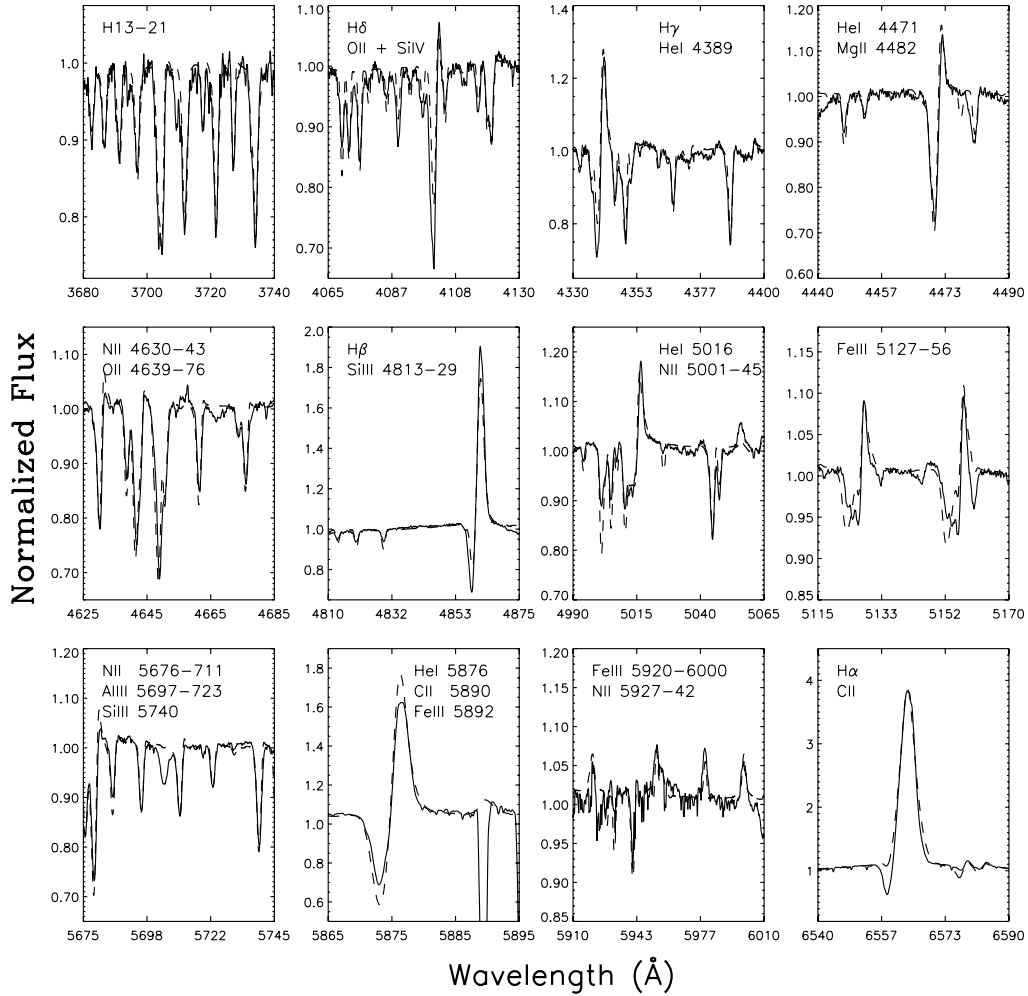 H13−21
1.0
0.9
0.8
3680 3700 3720 3740
Hδ
OII + SiIV
1.10
1.00
0.90
0.80
0.70
4065 4087 4108 4130
Hγ
HeI 4389
1.4
1.2
1.0
0.8
4330 4353 4377 4400
HeI 4471
MgII 4482
1.20
1.10
1.00
0.90
0.80
0.70
0.60
4440 4457 4473 4490
Normalized Flux
NII 4630−43
OII 4639−76
1.10
1.00
0.90
0.80
0.70
4625 4645 4665 4685
Hβ
SiIII 4813−29
2.0
1.8
1.6
1.4
1.2
1.0
0.8
4810 4832 4853 4875
HeI 5016
NII 5001−45
1.20
1.10
1.00
0.90
0.80
0.70
4990 5015 5040 5065
FeIII 5127−56
1.15
1.10
1.05
1.00
0.95
0.90
0.85
5115 5133 5152 5170
NII 5676−711
AlIII 5697−723
SiIII 5740
1.20
1.10
1.00
0.90
0.80
0.70
5675 5698 5722 5745
HeI 5876
CII 5890
FeIII 5892
1.8
1.6
1.4
1.2
1.0
0.8
0.6
5865 5875 5885 5895
FeIII 5920−6000
NII 5927−42
1.20
1.15
1.10
1.05
1.00
0.95
0.90
0.85
5910 5943 5977 6010
Hα
CII
4
3
2
1
6540 6557 6573 6590
Wavelength (Å)